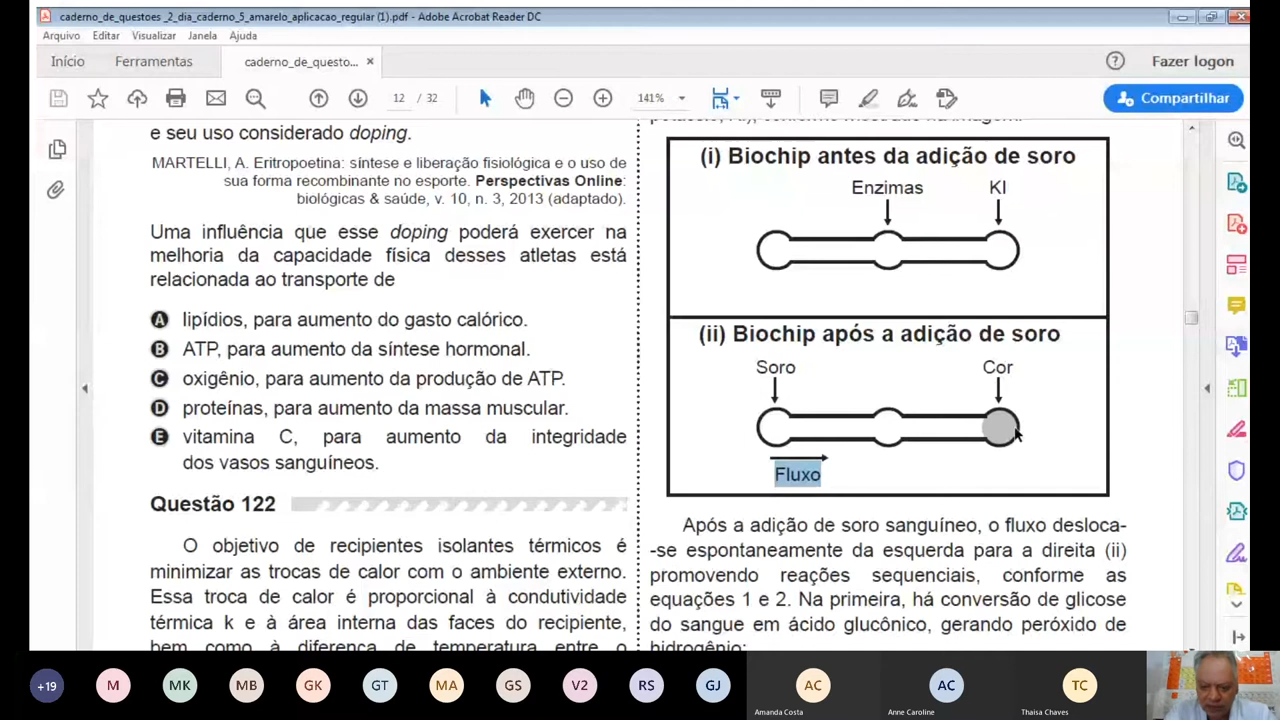 caderno_de_questoes _2_dia_caderno_5_amarelo_aplicacao_regular (1).pdf - Adobe Acrobat Reader DC
Arquivo Editar Visualizar Janela Ajuda
Início Ferramentas caderno_de_questo... × Fazer logon
12 / 32 141% Compartilhar
e seu uso considerado doping.
MARTELLI, A. Eritropoetina: síntese e liberação fisiológica e o uso de
sua forma recombinante no esporte. Perspectivas Online:
biológicas & saúde, v. 10, n. 3, 2013 (adaptado).
Uma influência que esse doping poderá exercer na
melhoria da capacidade física desses atletas está
relacionada ao transporte de
A lipídios, para aumento do gasto calórico.
B ATP, para aumento da síntese hormonal.
C oxigênio, para aumento da produção de ATP.
D proteínas, para aumento da massa muscular.
E vitamina C, para aumento da integridade
dos vasos sanguíneos.
Questão 122
O objetivo de recipientes isolantes térmicos é
minimizar as trocas de calor com o ambiente externo.
Essa troca de calor é proporcional à condutividade
térmica k e à área interna das faces do recipiente,
bem como à diferença de temperatura entre o
(i) Biochip antes da adição de soro
Enzimas KI
(ii) Biochip após a adição de soro
Soro Cor
Fluxo
Após a adição de soro sanguíneo, o fluxo desloca-
-se espontaneamente da esquerda para a direita (ii)
promovendo reações sequenciais, conforme as
equações 1 e 2. Na primeira, há conversão de glicose
do sangue em ácido glucônico, gerando peróxido de
hidrogênio:
+19 M MK MB GK GT MA GS V2 RS GJ AC AC TC
Amanda Costa Anne Caroline Thaisa Chaves